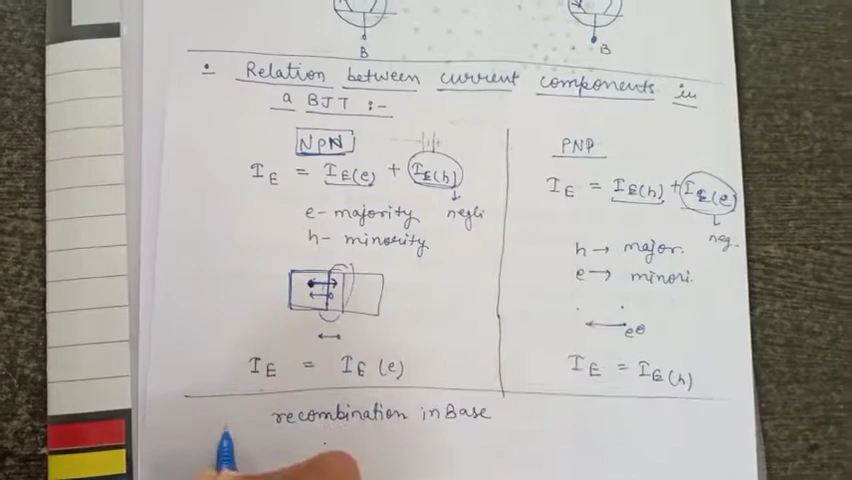 B
B
Relation between current components in
a BJT :-
NPN
I_E = I_E(e) + I_E(h)
e- majority negli
h- minority
I_E = I_E (e)
PNP
I_E = I_E(h) + I_E(e)
neg.
h → major.
e → minori.
e
I_E = I_E(h)
recombination in Base